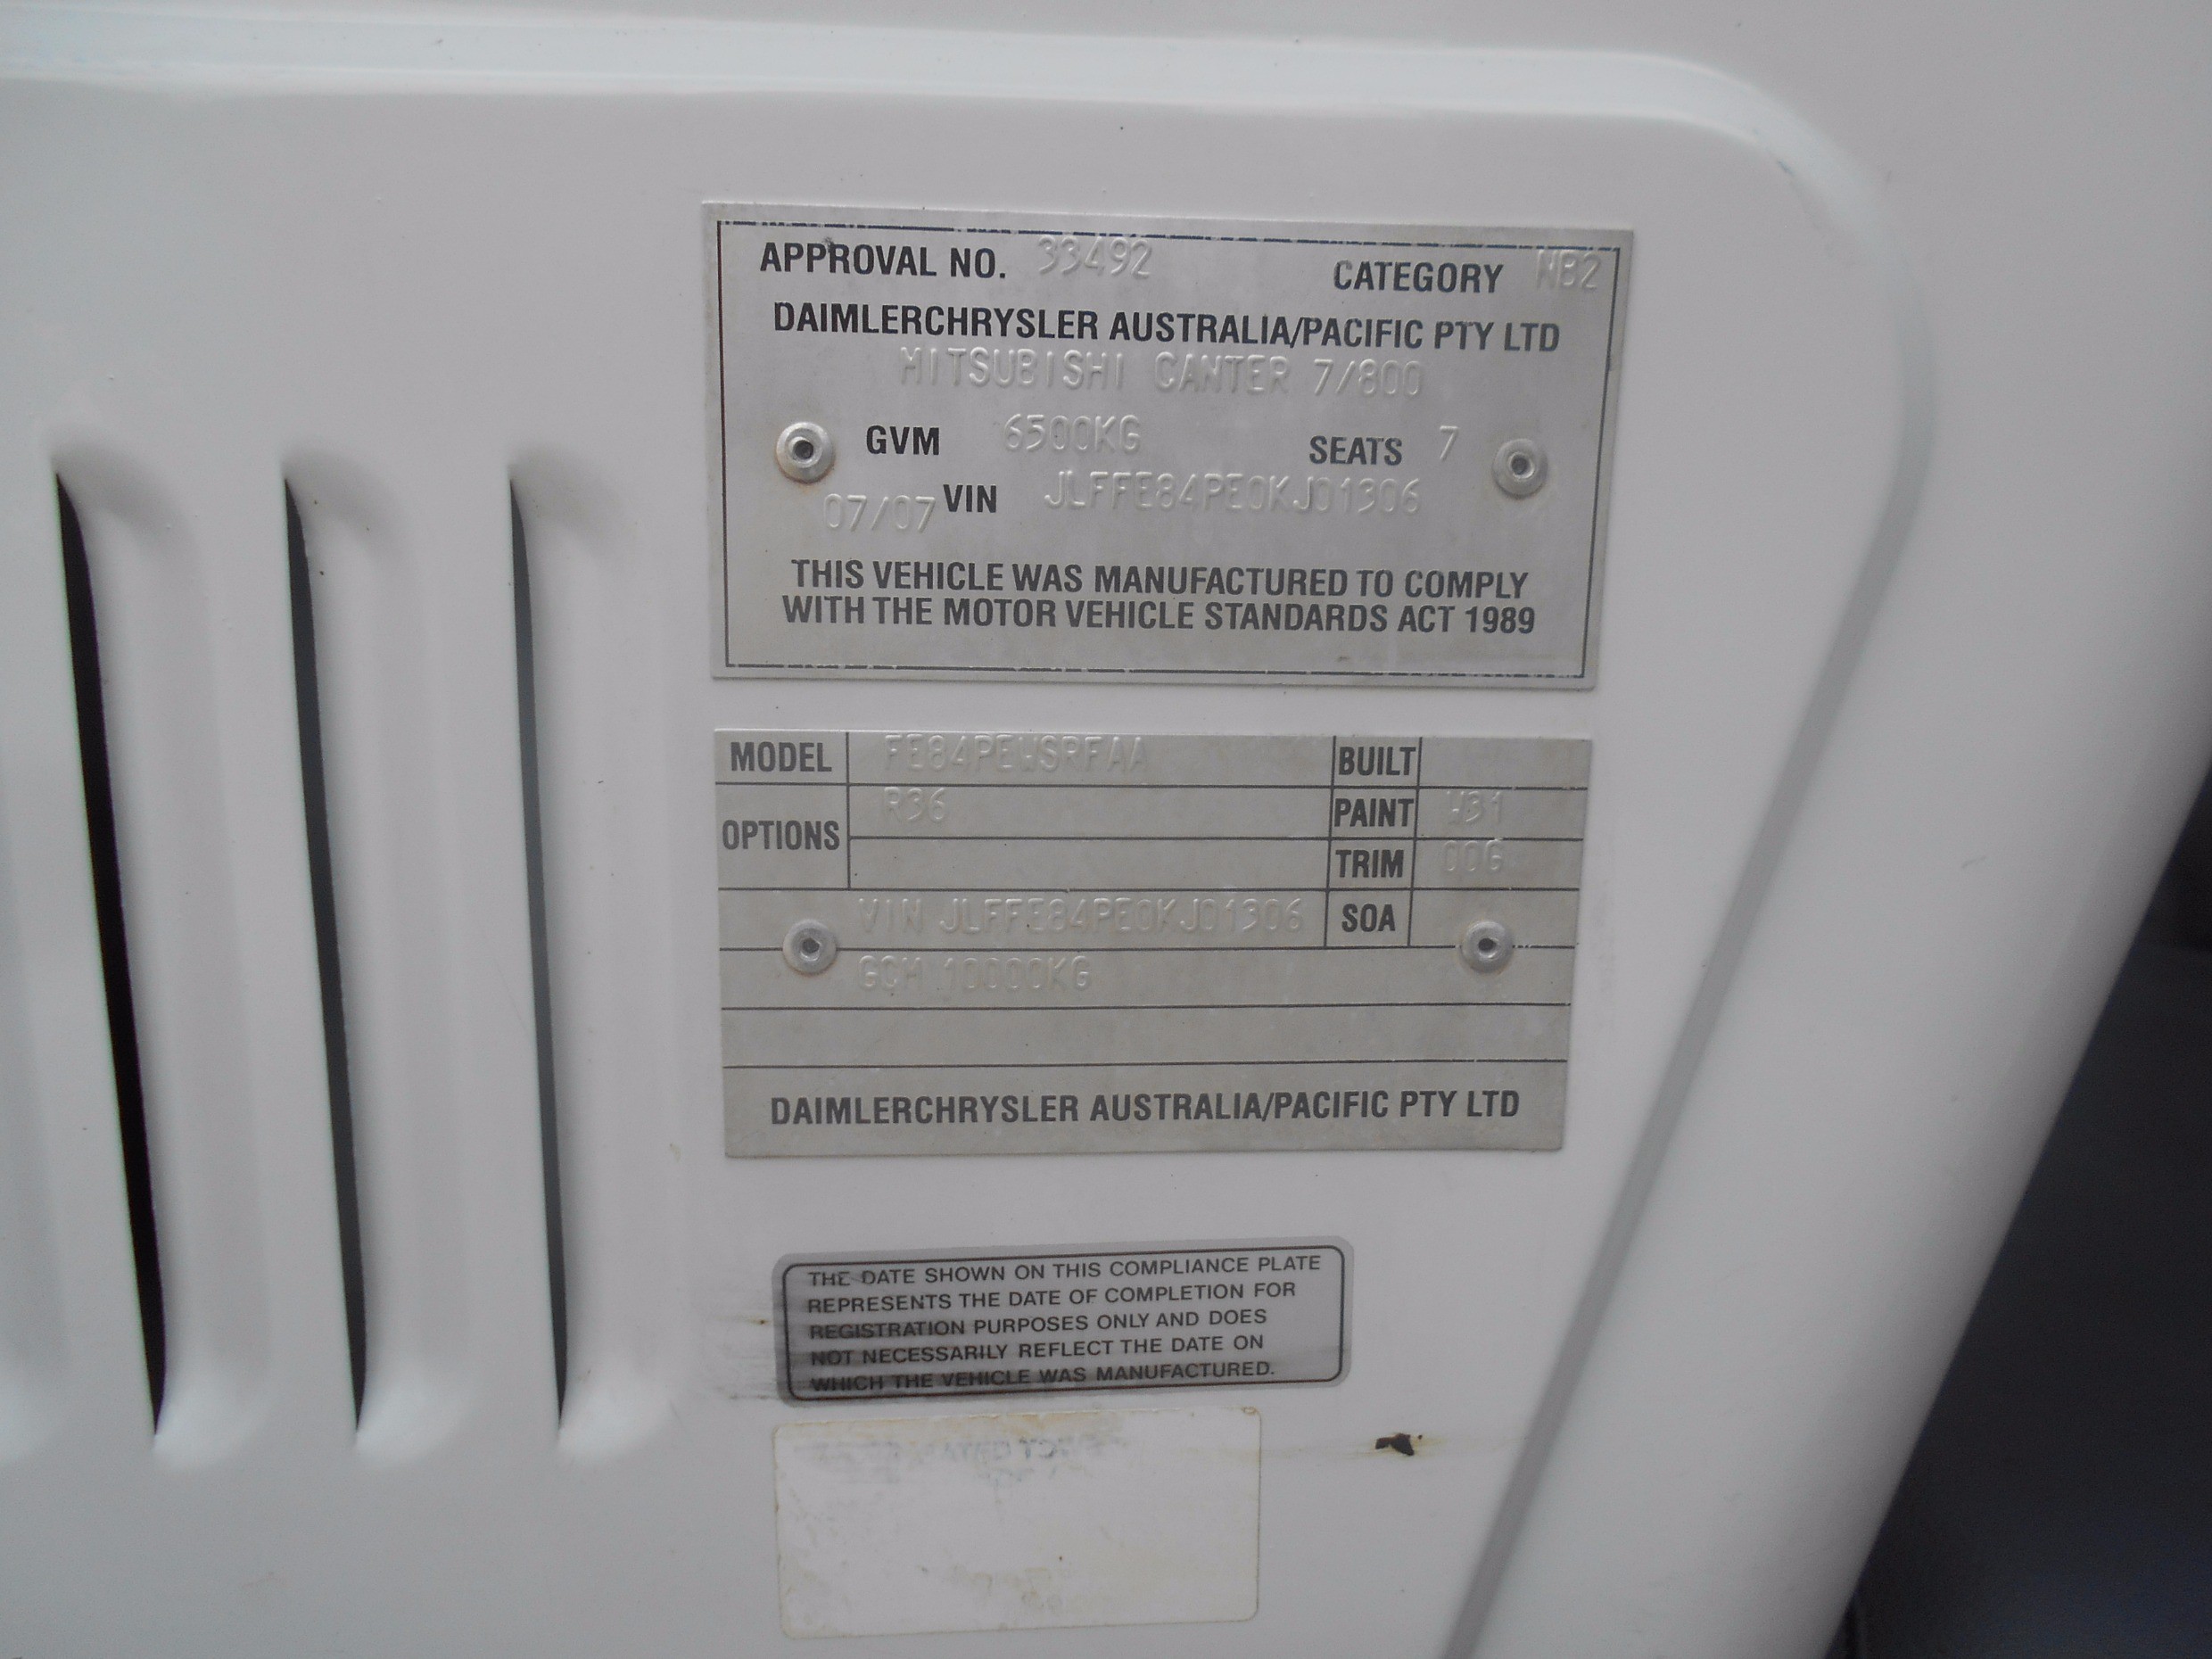 APPROVAL NO. 33492 CATEGORY NB2
DAIMLERCHRYSLER AUSTRALIA/PACIFIC PTY LTD
MITSUBISHI CANTER 7/800
GVM 6500KG SEATS 7
07/07 VIN JLFFE84PE0KJ01306
THIS VEHICLE WAS MANUFACTURED TO COMPLY
WITH THE MOTOR VEHICLE STANDARDS ACT 1989
MODEL FE84PEWSRFAA BUILT
OPTIONS R36 PAINT W31
TRIM 006
VIN JLFFE84PE0KJ01306 SOA
GCM 10000KG
DAIMLERCHRYSLER AUSTRALIA/PACIFIC PTY LTD
THE DATE SHOWN ON THIS COMPLIANCE PLATE
REPRESENTS THE DATE OF COMPLETION FOR
REGISTRATION PURPOSES ONLY AND DOES
NOT NECESSARILY REFLECT THE DATE ON
WHICH THE VEHICLE WAS MANUFACTURED.